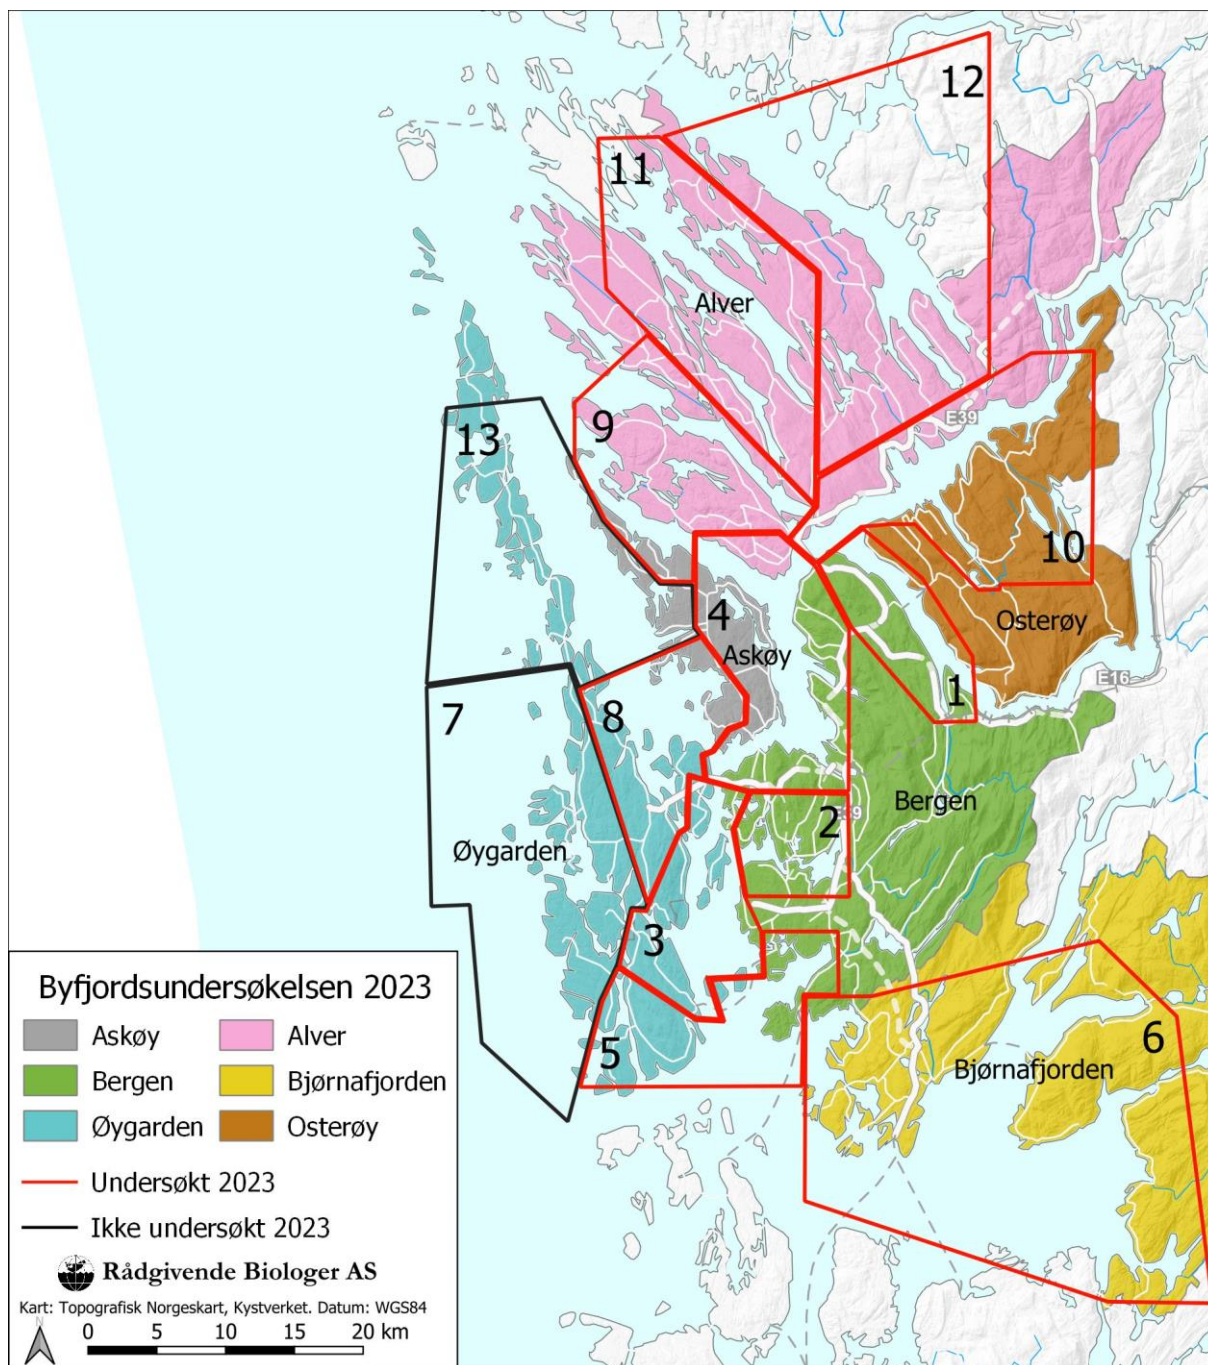 12
11
Alver
9
E39
13
10
4
Osterøy
Askøy
E16
1
7
8
Bergen
2
Øygarden
3
6
5
Bjørnafjorden
Byfjordsundersøkelsen 2023
Askøy
Alver
Bergen
Bjørnafjorden
Øygarden
Osterøy
Undersøkt 2023
Ikke undersøkt 2023
Rådgivende Biologer AS
Kart: Topografisk Norgeskart, Kystverket. Datum: WGS84
N
0 5 10 15 20 km